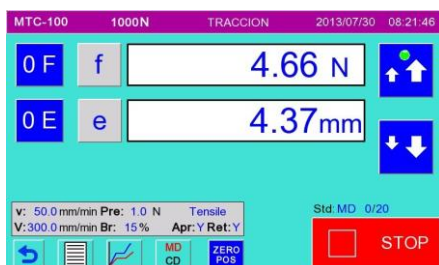 MTC-100 1000N TRACCION 2013/07/30 08:21:46
0 F f 4.66 N
0 E e 4.37mm
v: 50.0 mm/min Pre: 1.0 N Tensile
V:300.0 mm/min Br: 15% Apr:Y Ret:Y
Std:MD 0/20
MD
CD
ZERO
POS
STOP